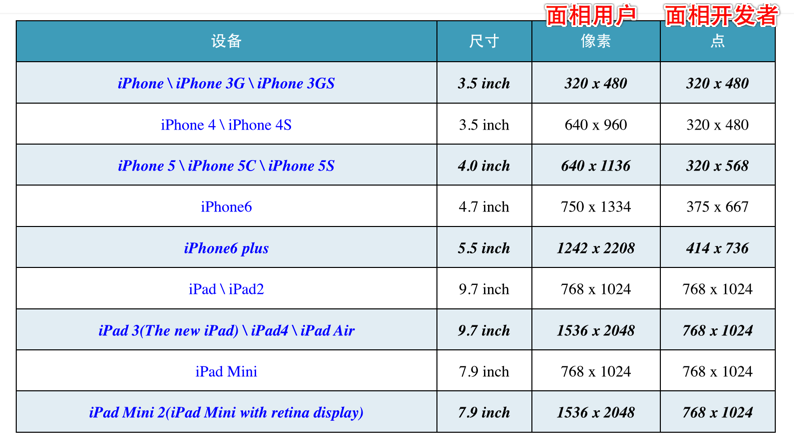 面相用户 面相开发者
设备 尺寸 像素 点
iPhone \ iPhone 3G \ iPhone 3GS 3.5 inch 320 x 480 320 x 480
iPhone 4 \ iPhone 4S 3.5 inch 640 x 960 320 x 480
iPhone 5 \ iPhone 5C \ iPhone 5S 4.0 inch 640 x 1136 320 x 568
iPhone6 4.7 inch 750 x 1334 375 x 667
iPhone6 plus 5.5 inch 1242 x 2208 414 x 736
iPad \ iPad2 9.7 inch 768 x 1024 768 x 1024
iPad 3(The new iPad) \ iPad4 \ iPad Air 9.7 inch 1536 x 2048 768 x 1024
iPad Mini 7.9 inch 768 x 1024 768 x 1024
iPad Mini 2(iPad Mini with retina display) 7.9 inch 1536 x 2048 768 x 1024